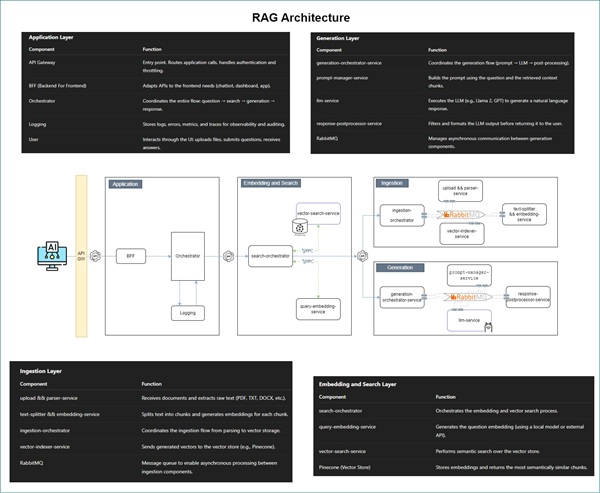 RAG Architecture
Application Layer
Component Function
API Gateway Entry point. Routes application calls, handles authentication and
throttling.
BFF (Backend For Frontend) Adapts APIs to the frontend needs (chatbot, dashboard, app).
Orchestrator Coordinates the entire flow: question → search → generation →
response.
Logging Stores logs, errors, metrics, and traces for observability and auditing.
User Interacts through the UI: uploads files, submits questions, receives
answers.
Generation Layer
Component Function
generation-orchestrator-service Coordinates the generation flow (prompt → LLM → post-processing).
prompt-manager-service Builds the prompt using the question and the retrieved context
chunks.
llm-service Executes the LLM (e.g., Llama 2, GPT) to generate a natural language
response.
response-postprocessor-service Filters and formats the LLM output before returning it to the user.
RabbitMQ Manages asynchronous communication between generation
components.
AI
API
GW
Application
BFF
Orchestrator
Logging
Embedding and Search
vector-search-service
search-orchestrator
gRPC
gRPC
query-embedding-
service
Ingestion
upload && parser-
service
ingestion-
orchestrator
RabbitMQ
text-splitter
&& embedding-
service
vector-indexer-
service
Generation
prompt-manager-
service
generation-
orchestrator-service
RabbitMQ
response-
postprocessor-service
llm-service
Ingestion Layer
Component Function
upload && parser-service Receives documents and extracts raw text (PDF, TXT, DOCX, etc.).
text-splitter && embedding-service Splits text into chunks and generates embeddings for each chunk.
ingestion-orchestrator Coordinates the ingestion flow from parsing to vector storage.
vector-indexer-service Sends generated vectors to the vector store (e.g., Pinecone).
RabbitMQ Message queue to enable asynchronous processing between
ingestion components.
Embedding and Search Layer
Component Function
search-orchestrator Orchestrates the embedding and vector search process.
query-embedding-service Generates the question embedding (using a local model or external
API).
vector-search-service Performs semantic search over the vector store.
Pinecone (Vector Store) Stores embeddings and returns the most semantically similar chunks.